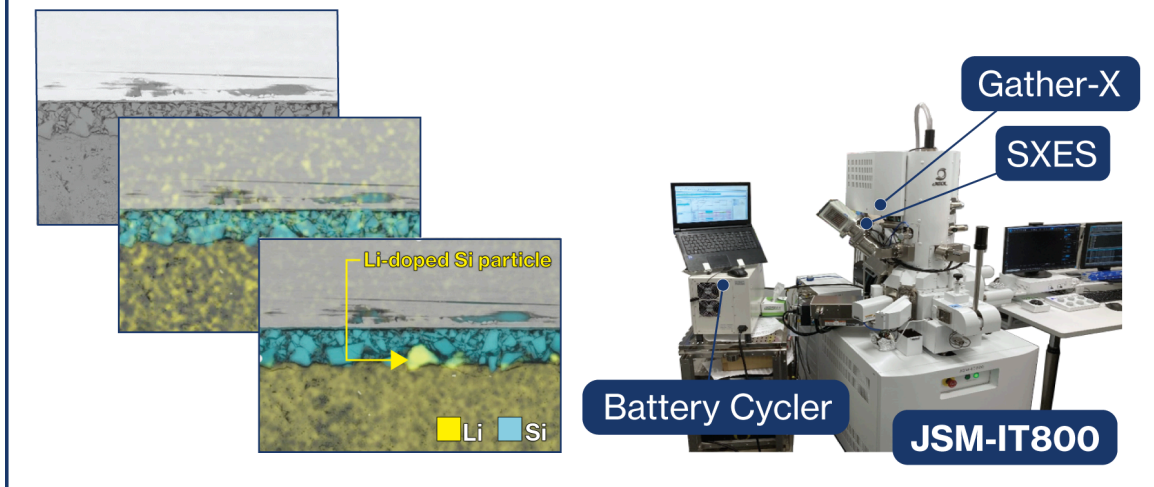 Li-doped Si particle
Li
Si
Gather-X
SXES
Battery Cycler
JSM-IT800